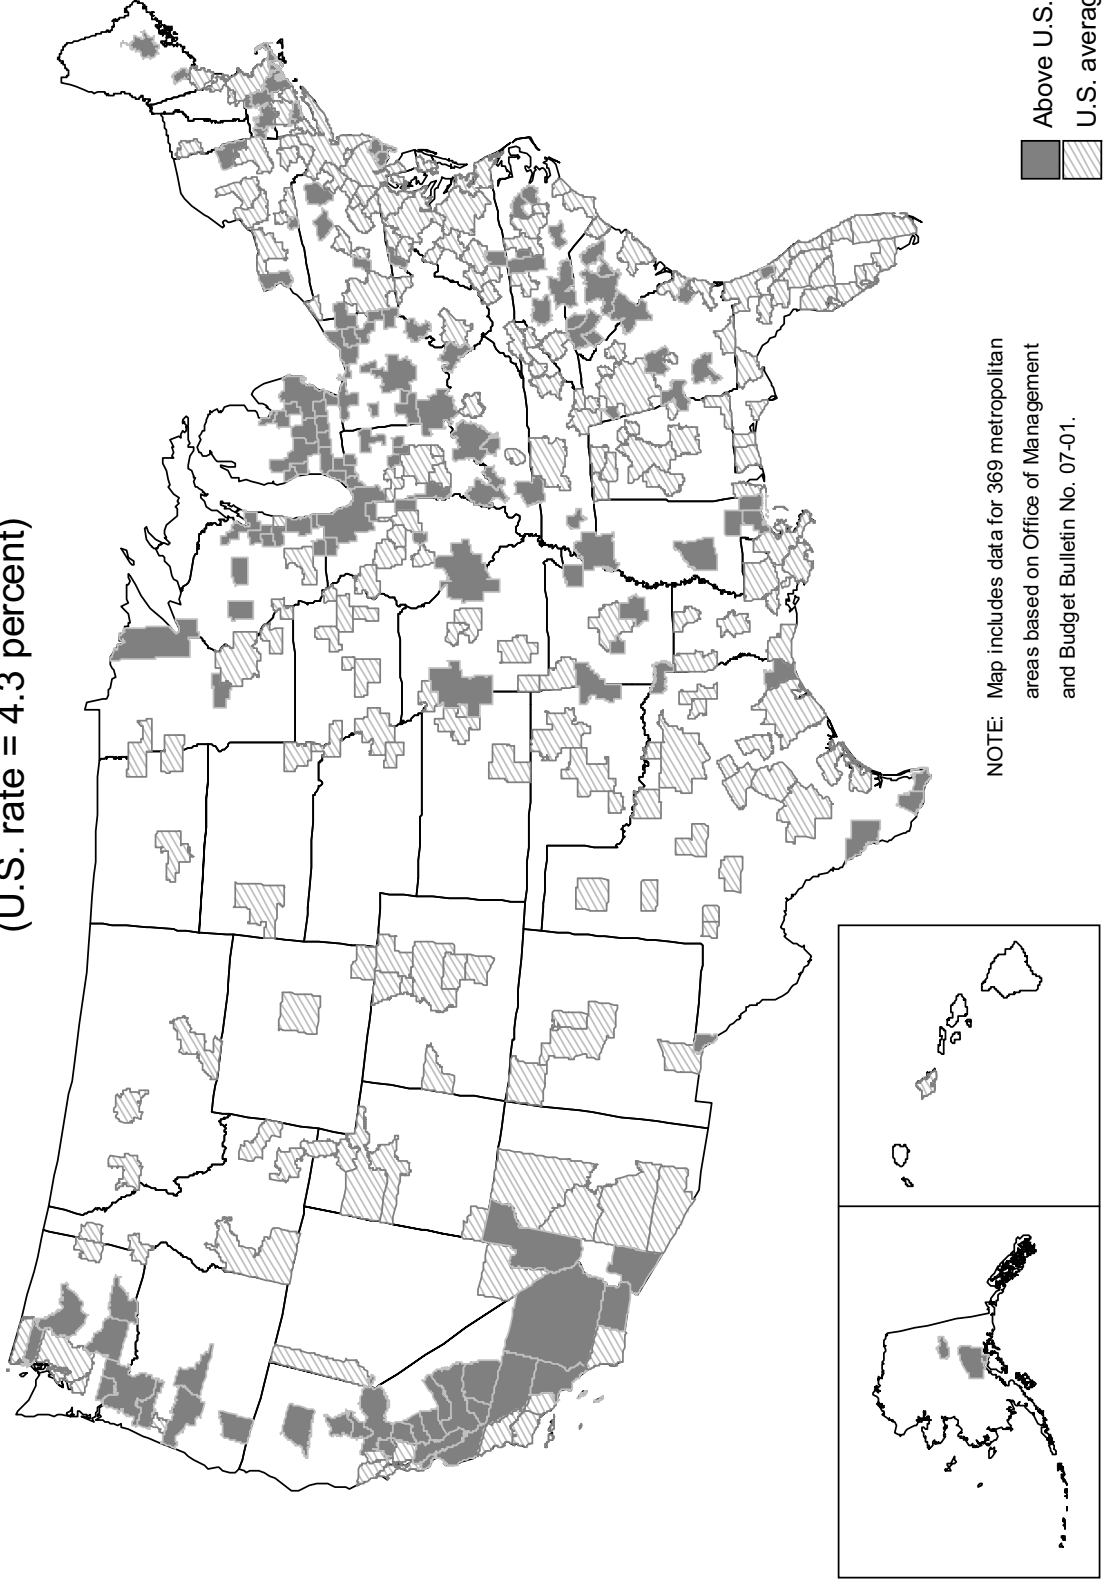 (U.S. rate = 4.3 percent)
NOTE: Map includes data for 369 metropolitan
areas based on Office of Management
and Budget Bulletin No. 07-01.
Above U.S.
U.S.